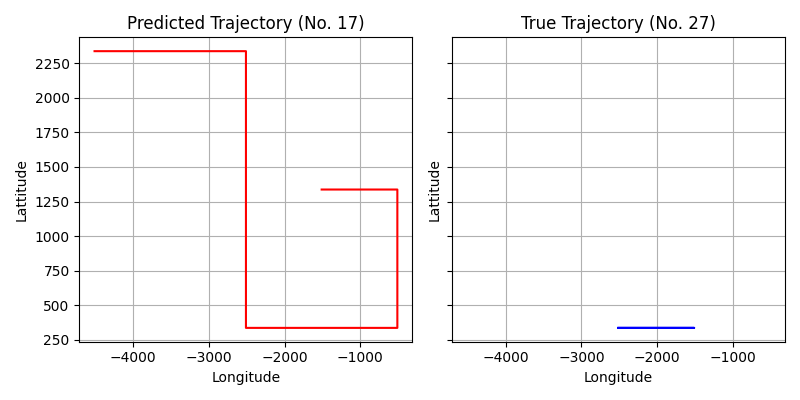 Predicted Trajectory (No. 17)
True Trajectory (No. 27)
2250
2000
1750
1500
1250
1000
750
500
250
Lattitude
Lattitude
−4000
−3000
−2000
−1000
−4000
−3000
−2000
−1000
Longitude
Longitude